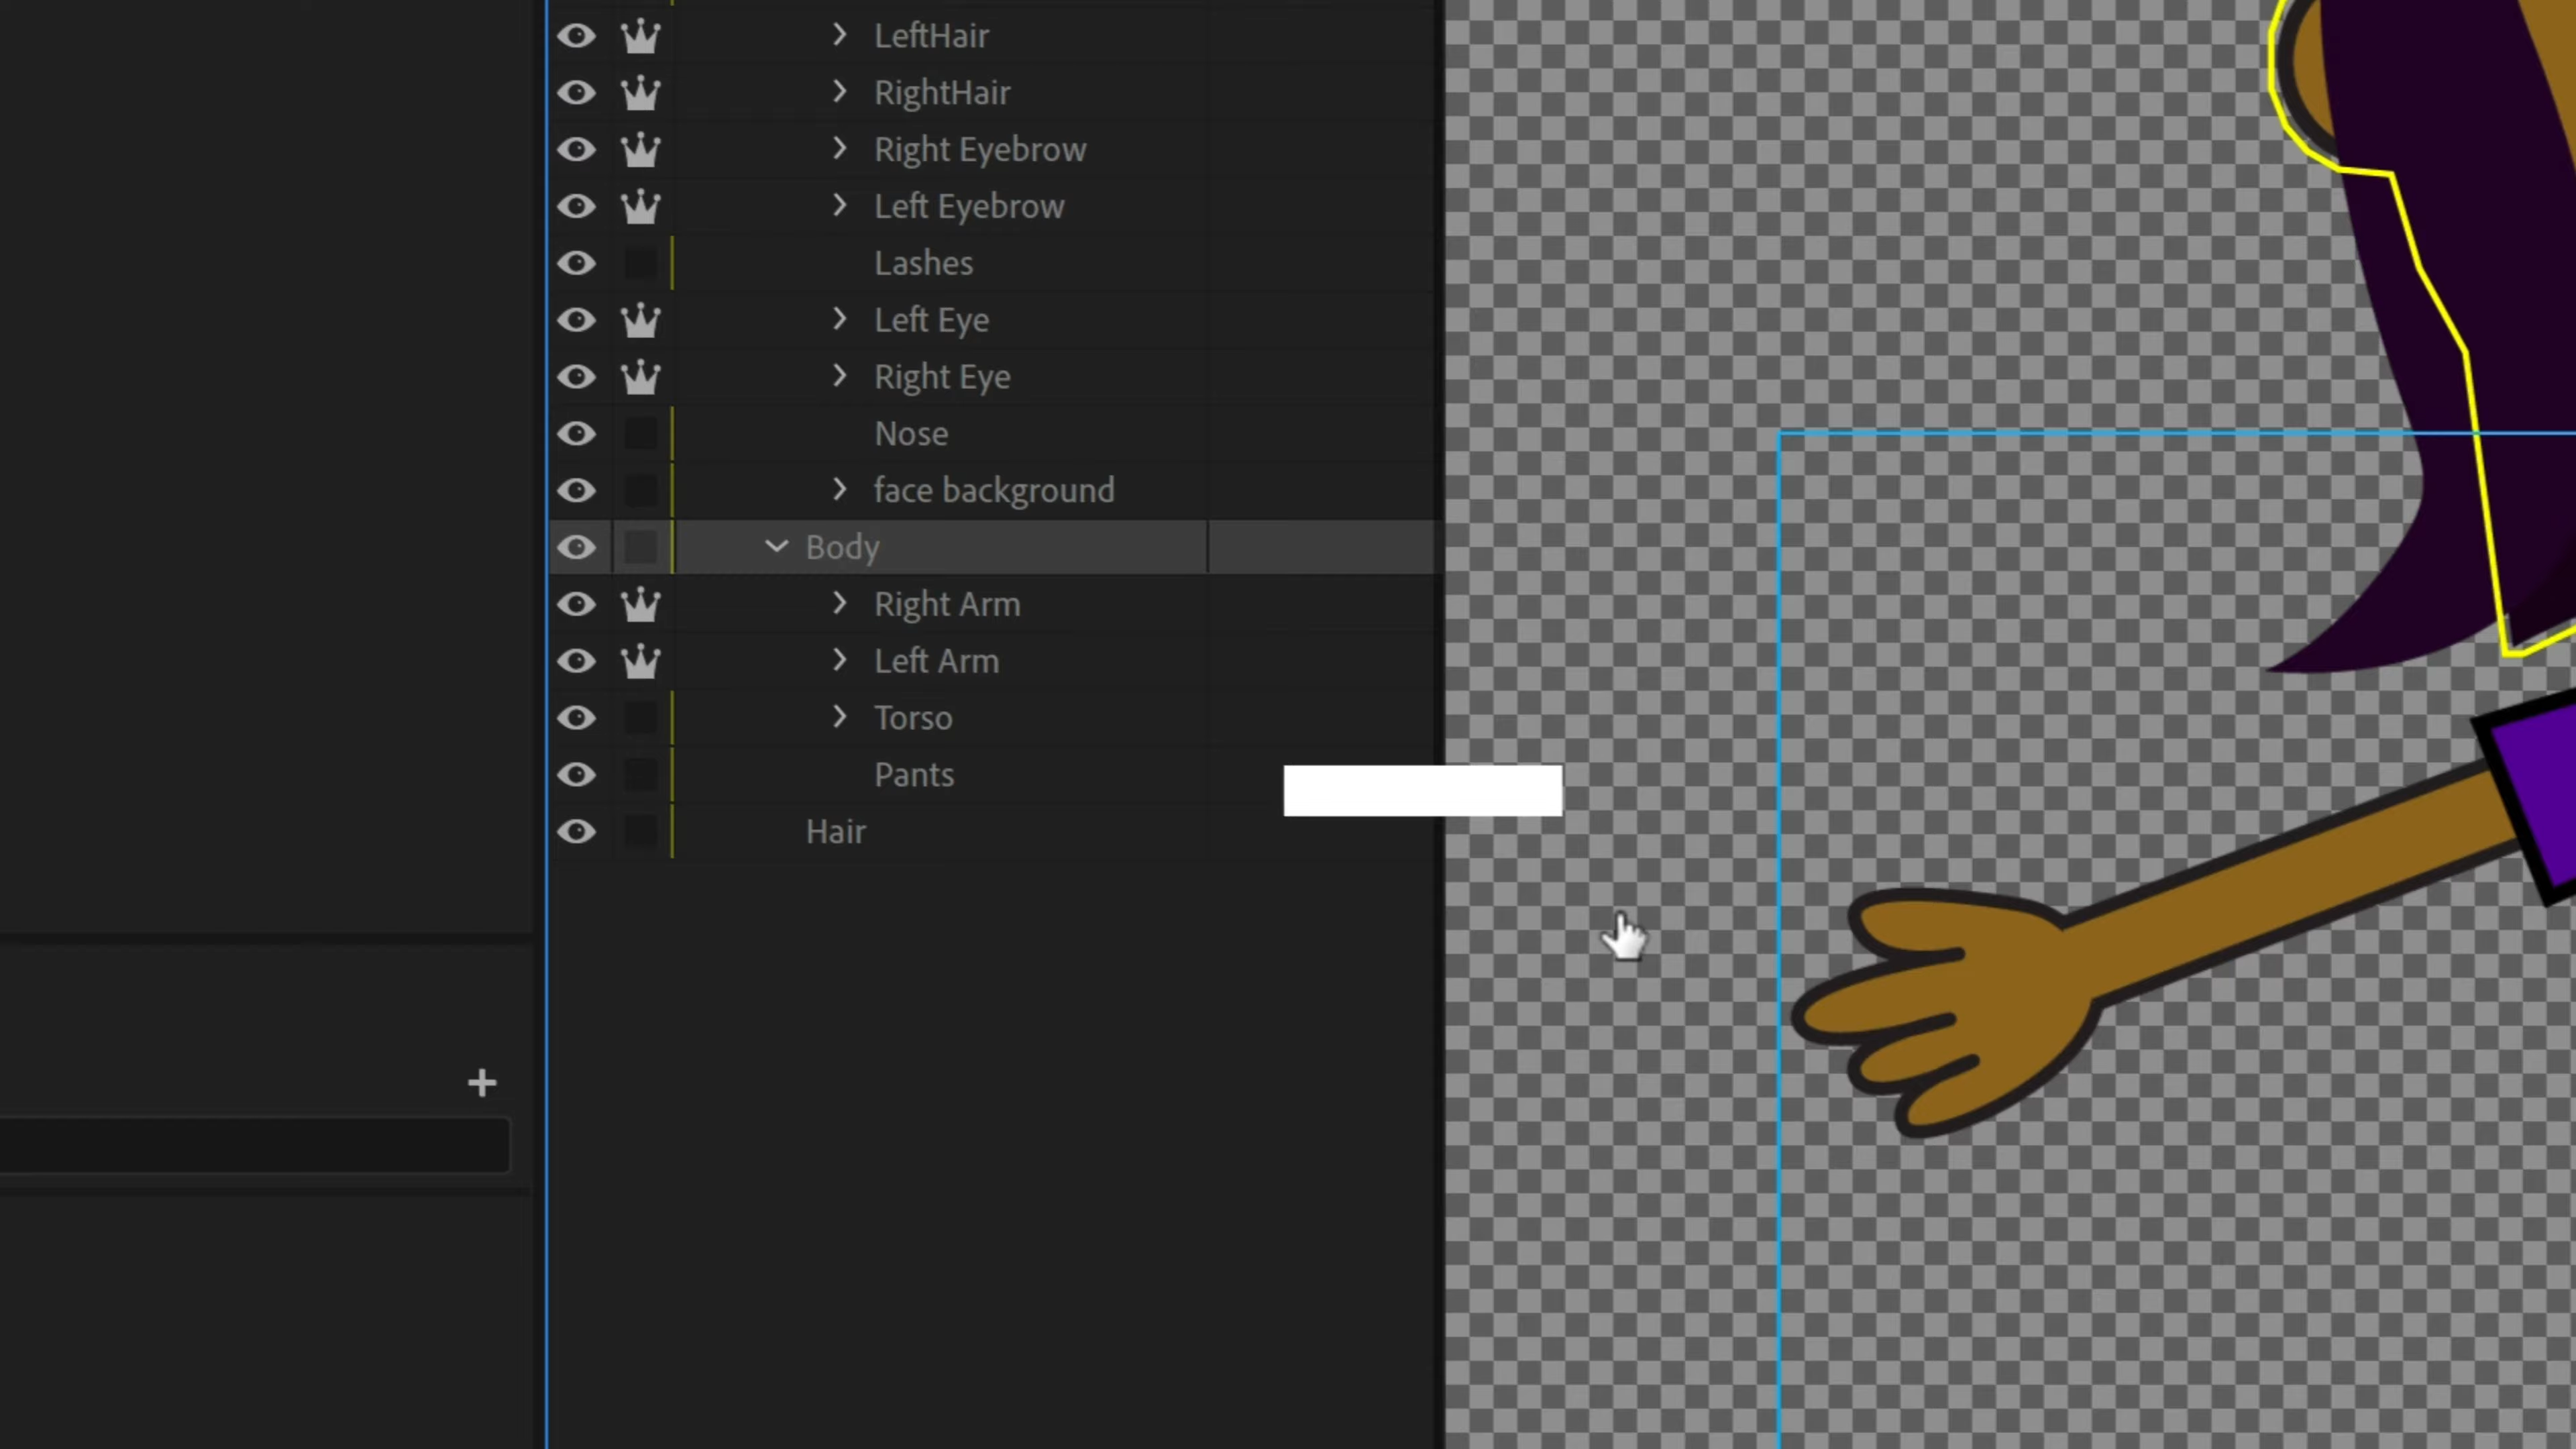 LeftHair
RightHair
Right Eyebrow
Left Eyebrow
Lashes
Left Eye
Right Eye
Nose
face background
Body
Right Arm
Left Arm
Torso
Pants
Hair